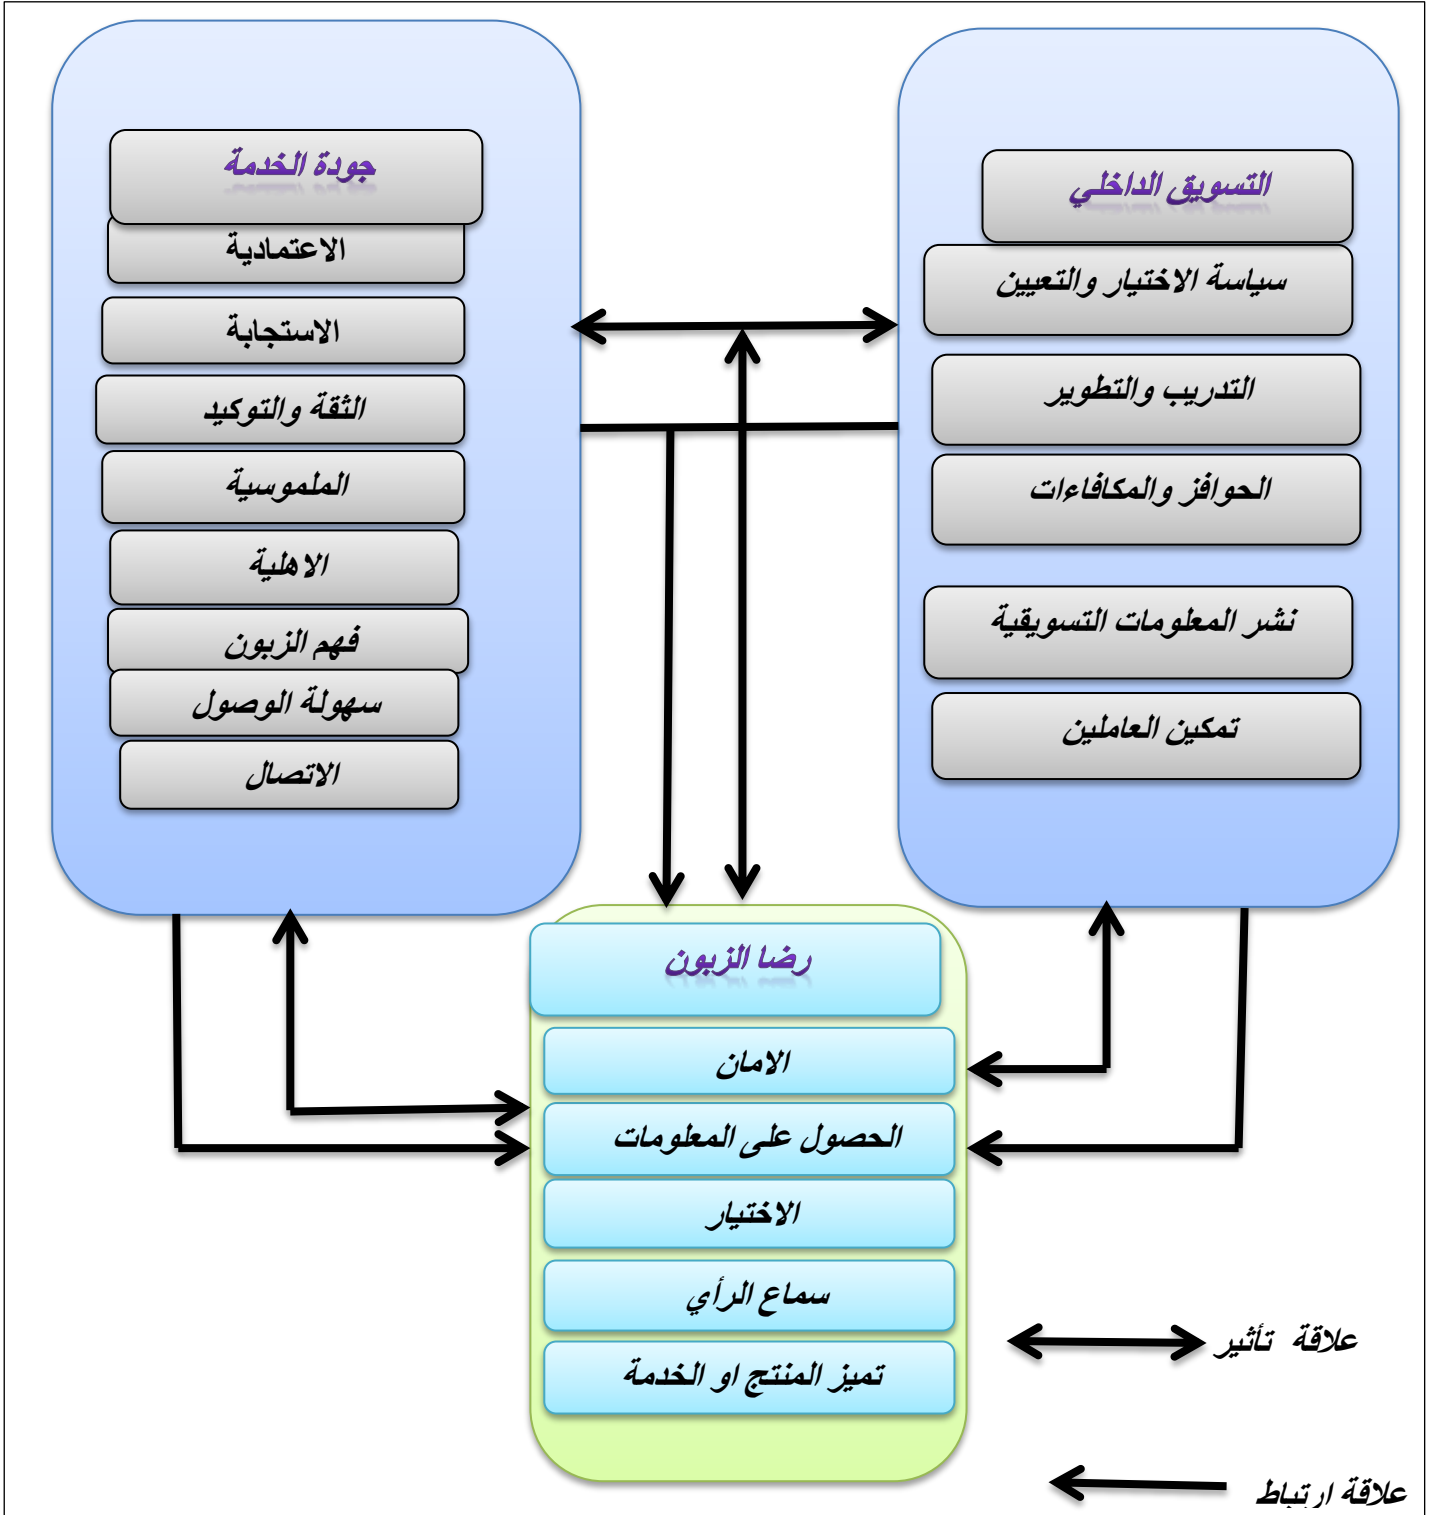 التسويق الداخلي
سياسة الاختيار والتعيين
التدريب والتطوير
الحوافز والمكافاءات
نشر المعلومات التسويقية
تمكين العاملين
جودة الخدمة
الاعتمادية
الاستجابة
الثقة والتوكيد
الملموسية
الاهلية
فهم الزبون
سهولة الوصول
الاتصال
رضا الزبون
الامان
الحصول على المعلومات
الاختيار
سماع الرأي
تميز المنتج او الخدمة
علاقة تأثير
علاقة ارتباط